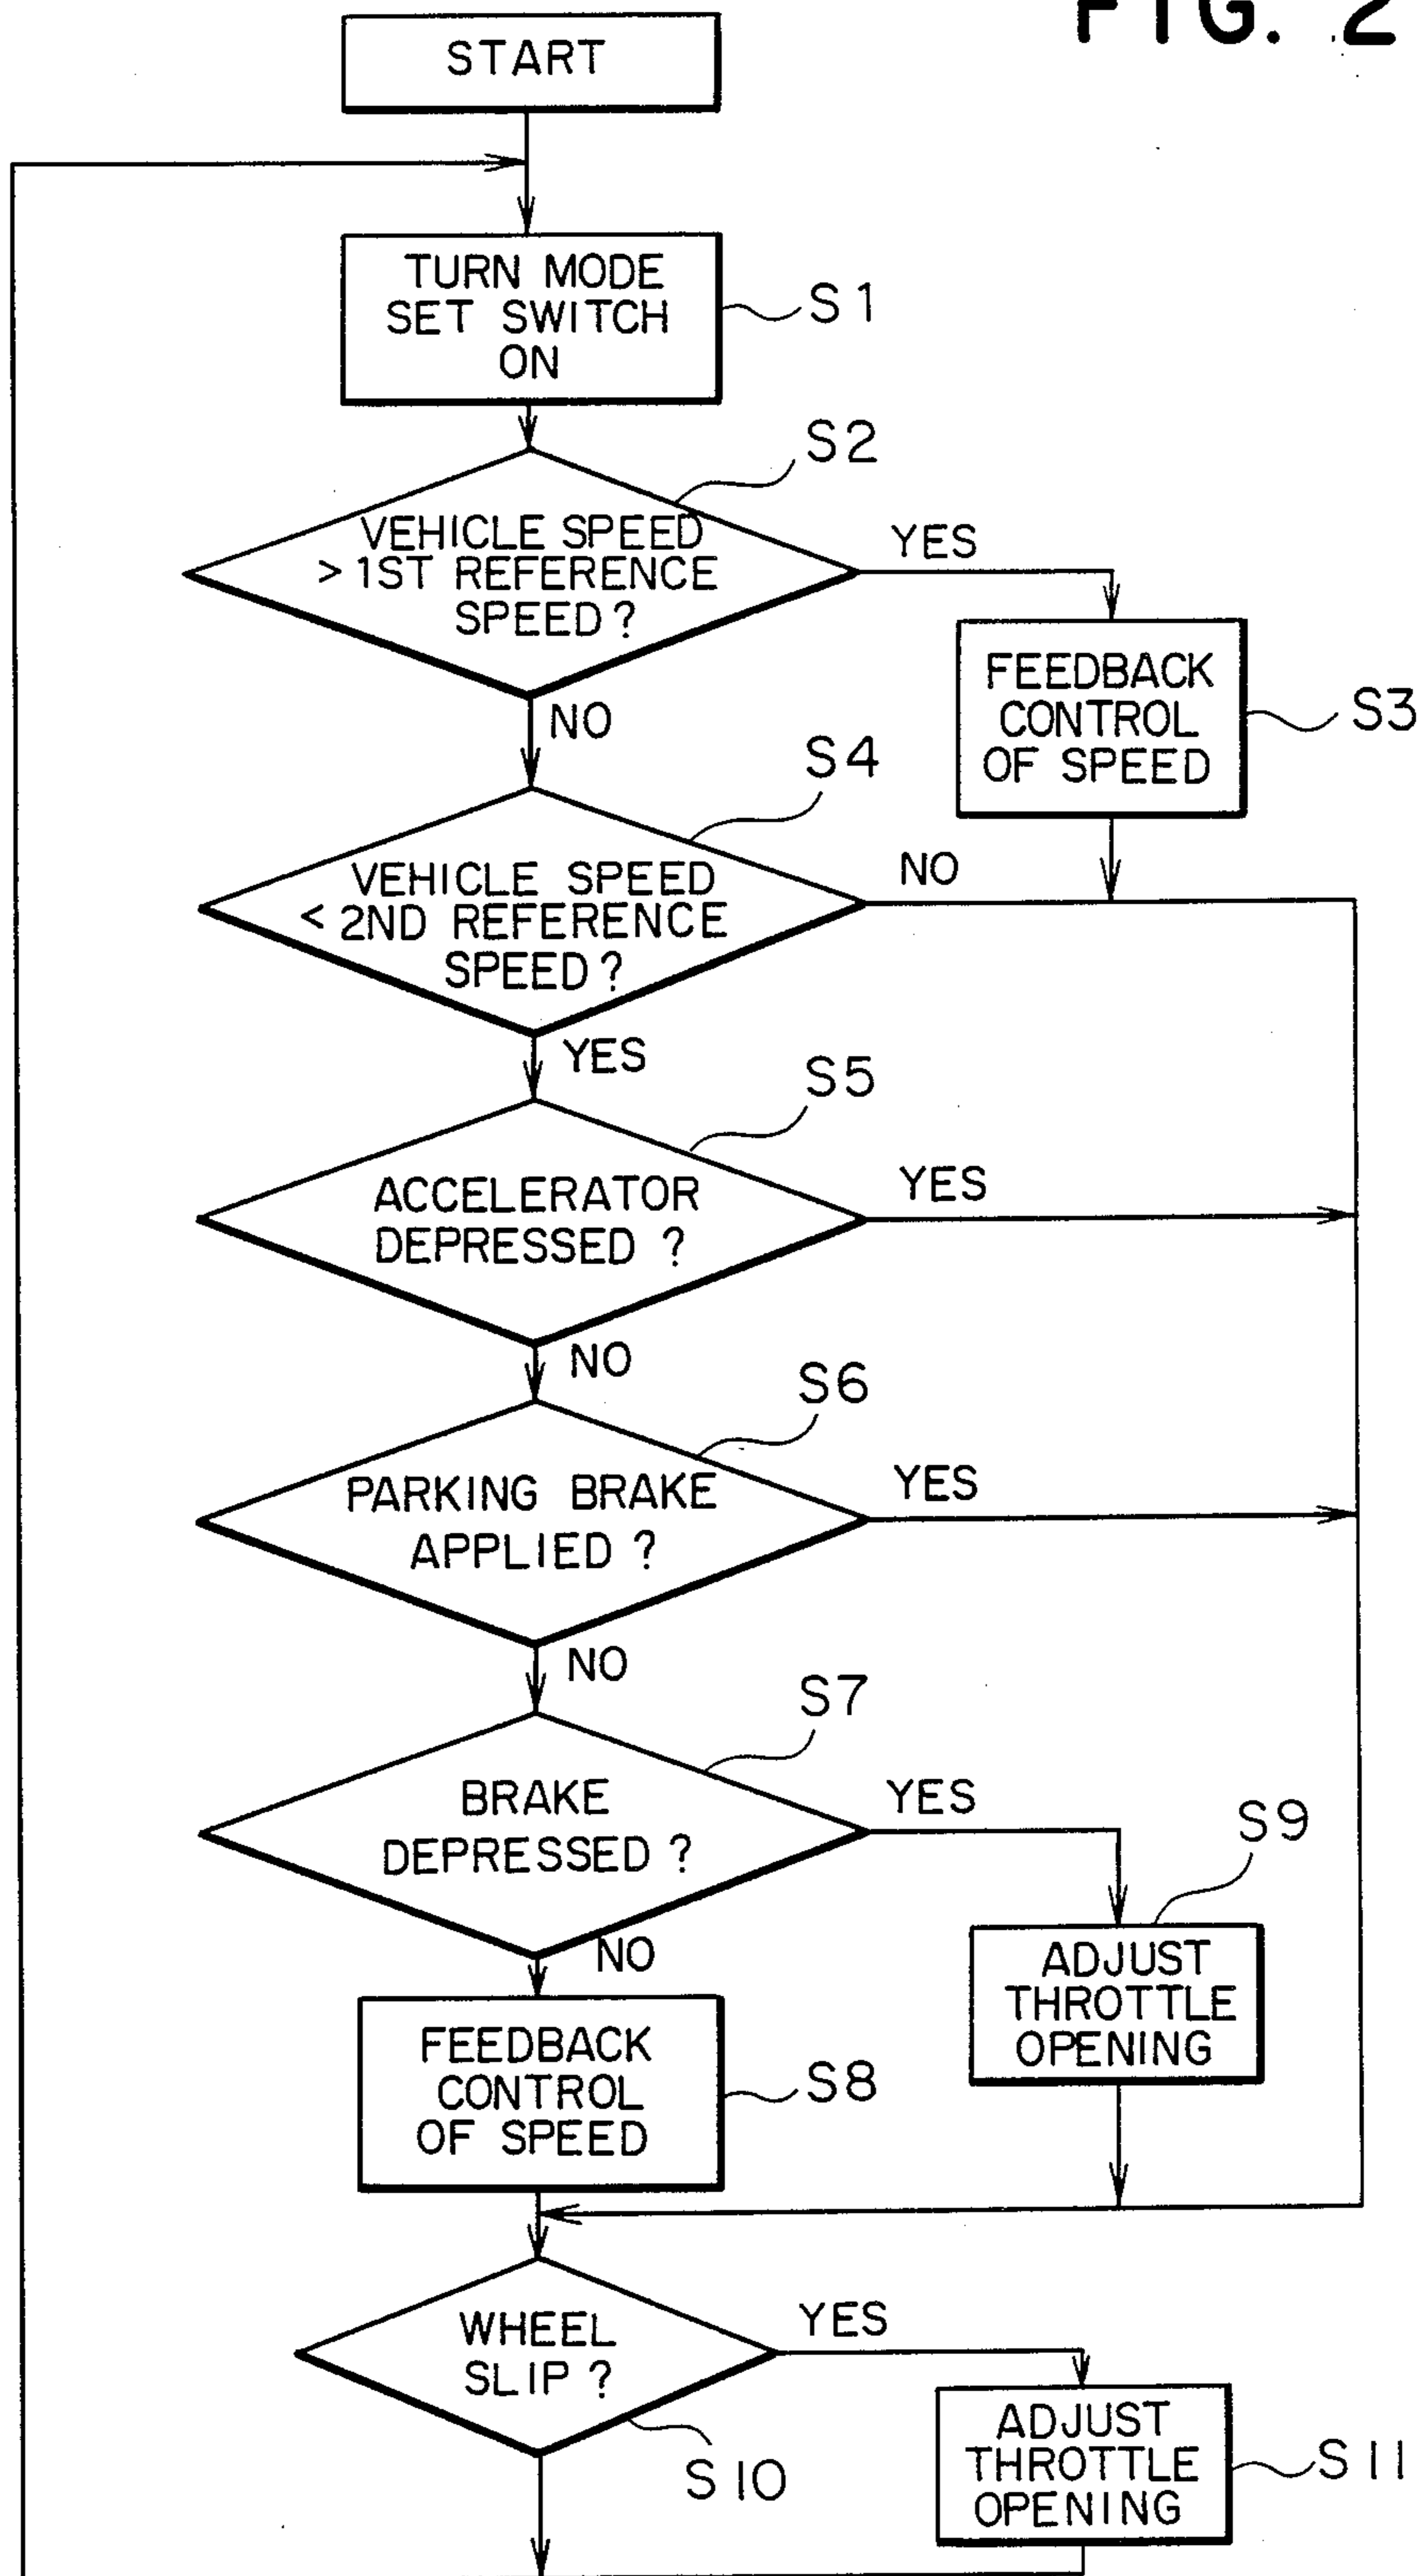 FIG. 2
START
TURN MODE
SET SWITCH
ON
S1
S2
VEHICLE SPEED
> 1ST REFERENCE
SPEED?
YES
NO
FEEDBACK
CONTROL
OF SPEED
S3
S4
VEHICLE SPEED
< 2ND REFERENCE
SPEED?
NO
YES
S5
ACCELERATOR
DEPRESSED ?
YES
NO
S6
PARKING BRAKE
APPLIED ?
YES
NO
S7
BRAKE
DEPRESSED ?
YES
NO
S9
ADJUST
THROTTLE
OPENING
FEEDBACK
CONTROL
OF SPEED
S8
WHEEL
SLIP ?
YES
S10
ADJUST
THROTTLE
OPENING
S11